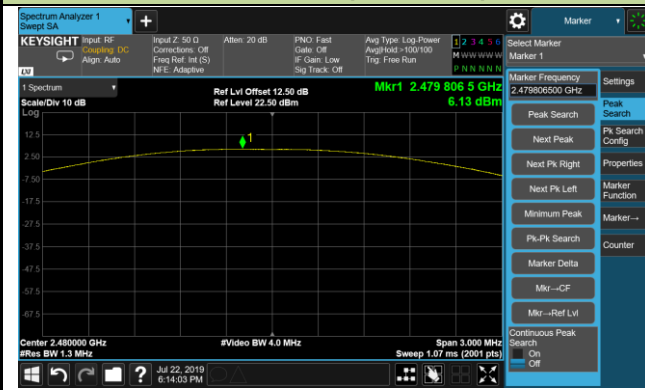 Spectrum Analyzer 1
Swept SA
Marker
KEYSIGHT
Input: RF
Coupling: DC
Align: Auto
Input Z: 50 Ω
Corrections: Off
Freq Ref: Int (S)
NFE: Adaptive
Atten: 20 dB
PNO: Fast
Gate: Off
IF Gain: Low
Sig Track: Off
Avg Type: Log-Power
Avg|Hold:>100/100
Trig: Free Run
1 2 3 4 5 6
M W W W W W
P N N N N N
Select Marker
Marker 1
LXI
1 Spectrum
Scale/Div 10 dB
Log
Ref Lvl Offset 12.50 dB
Ref Level 22.50 dBm
Mkr1 2.479 806 5 GHz
6.13 dBm
1
12.5
2.50
-7.50
-17.5
-27.5
-37.5
-47.5
-57.5
-67.5
Center 2.480000 GHz
#Res BW 1.3 MHz
#Video BW 4.0 MHz
Span 3.000 MHz
Sweep 1.07 ms (2001 pts)
Marker Frequency
2.479806500 GHz
Peak Search
Next Peak
Next Pk Right
Next Pk Left
Minimum Peak
Pk-Pk Search
Marker Delta
Mkr→CF
Mkr→Ref Lvl
Continuous Peak
Search
On
Off
Settings
Peak
Search
Pk Search
Config
Properties
Marker
Function
Marker→
Counter
Jul 22, 2019
6:14:03 PM